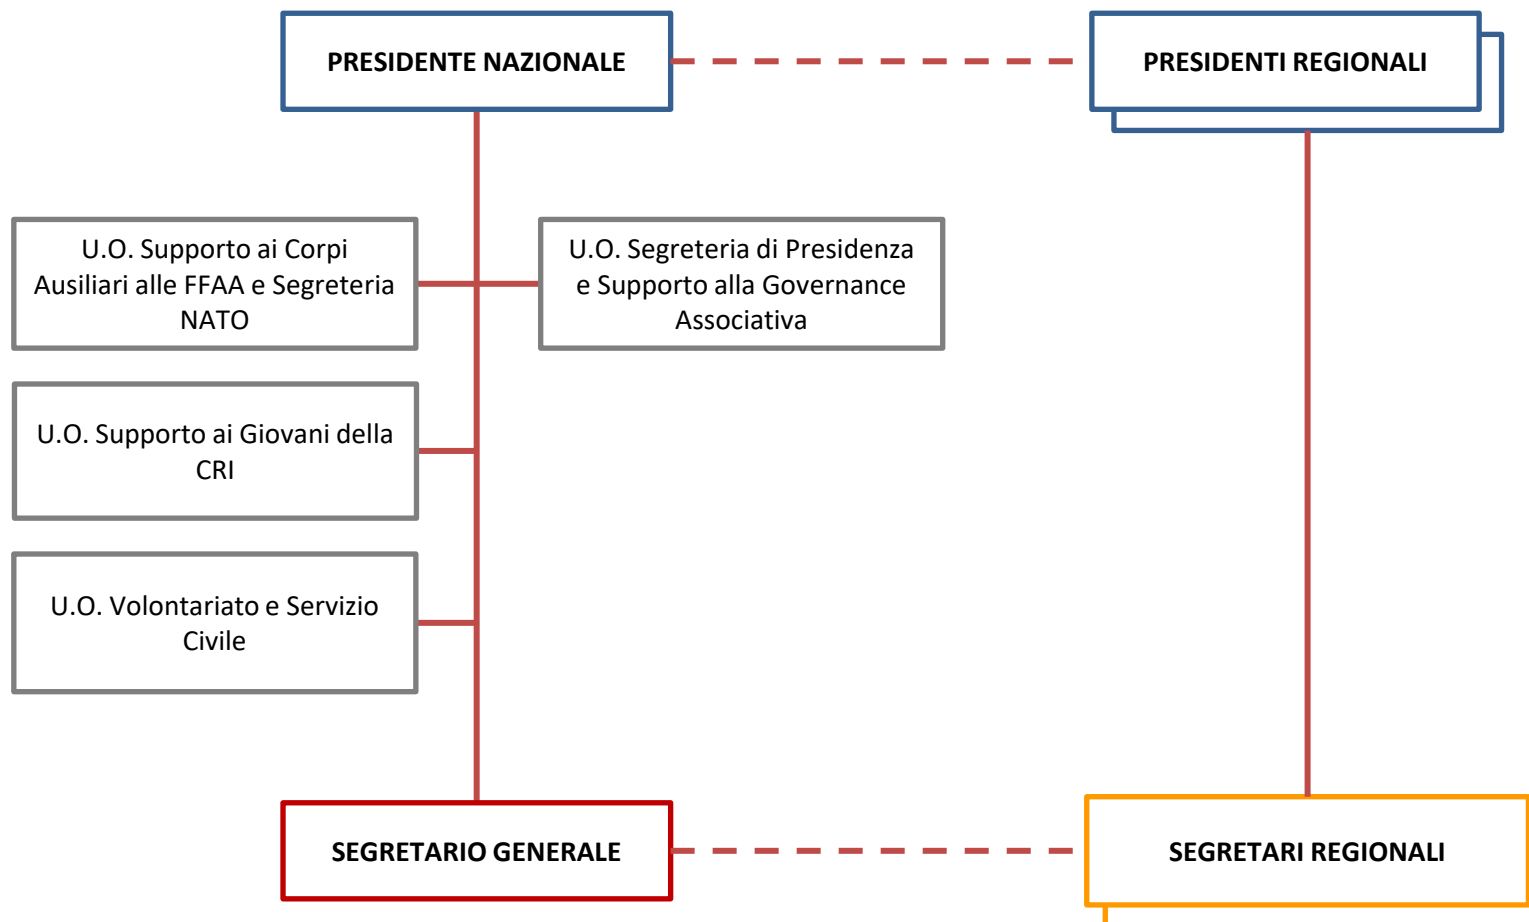 PRESIDENTE NAZIONALE
PRESIDENTI REGIONALI
U.O. Supporto ai Corpi
Ausiliari alle FFAA e Segreteria
NATO
U.O. Segreteria di Presidenza
e Supporto alla Governance
Associativa
U.O. Supporto ai Giovani della
CRI
U.O. Volontariato e Servizio
Civile
SEGRETARIO GENERALE
SEGRETARI REGIONALI